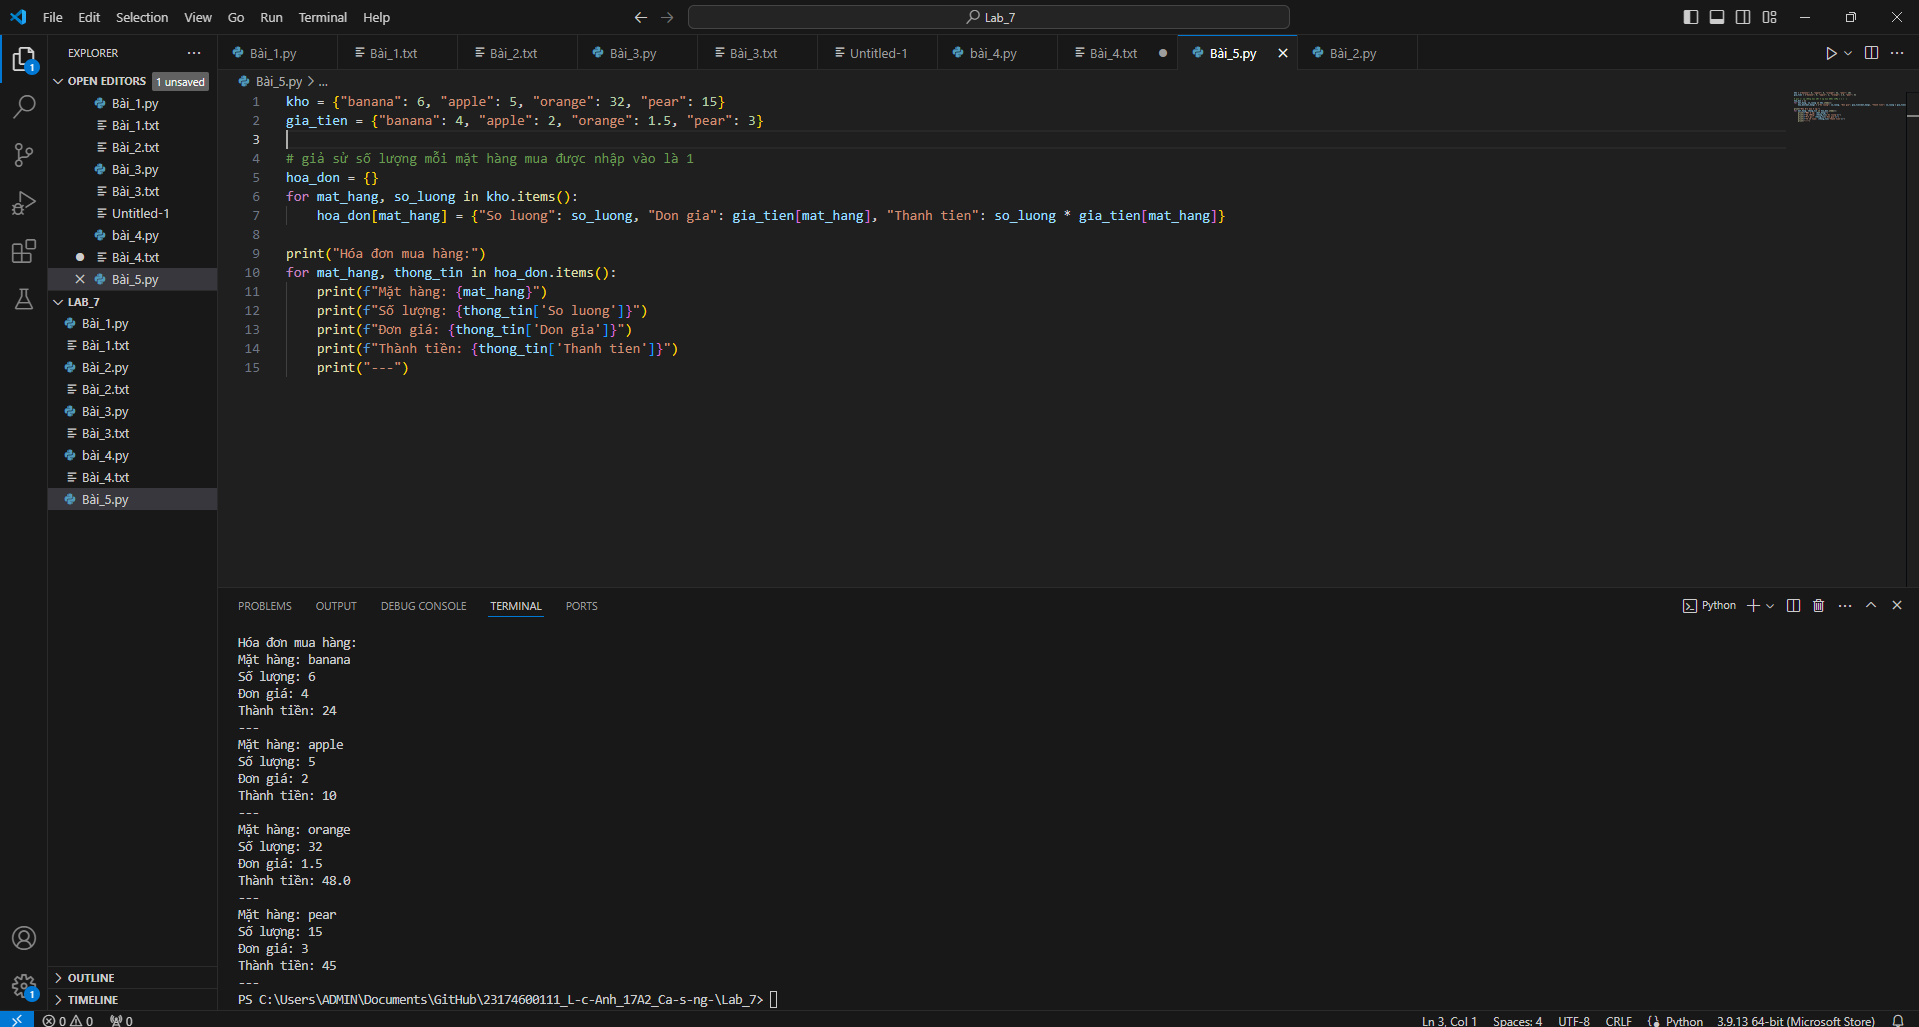 File Edit Selection View Go Run Terminal Help
Lab_7
EXPLORER
OPEN EDITORS 1 unsaved
Bài_1.py
Bài_1.txt
Bài_2.txt
Bài_3.py
Bài_3.txt
Untitled-1
bài_4.py
Bài_4.txt
Bài_5.py
LAB_7
Bài_1.py
Bài_1.txt
Bài_2.py
Bài_2.txt
Bài_3.py
Bài_3.txt
bài_4.py
Bài_4.txt
Bài_5.py
OUTLINE
TIMELINE
1
1
Bài_1.py Bài_1.txt Bài_2.txt Bài_3.py Bài_3.txt Untitled-1 bài_4.py Bài_4.txt Bài_5.py Bài_2.py
Bài_5.py > ...
1 kho = {"banana": 6, "apple": 5, "orange": 32, "pear": 15}
2 gia_tien = {"banana": 4, "apple": 2, "orange": 1.5, "pear": 3}
3
4 # giả sử số lượng mỗi mặt hàng mua được nhập vào là 1
5 hoa_don = {}
6 for mat_hang, so_luong in kho.items():
7 hoa_don[mat_hang] = {"So luong": so_luong, "Don gia": gia_tien[mat_hang], "Thanh tien": so_luong * gia_tien[mat_hang]}
8
9 print("Hóa đơn mua hàng:")
10 for mat_hang, thong_tin in hoa_don.items():
11 print(f"Mặt hàng: {mat_hang}")
12 print(f"Số lượng: {thong_tin['So luong']}")
13 print(f"Đơn giá: {thong_tin['Don gia']}")
14 print(f"Thành tiền: {thong_tin['Thanh tien']}")
15 print("---")
PROBLEMS OUTPUT DEBUG CONSOLE TERMINAL PORTS
Python
Hóa đơn mua hàng:
Mặt hàng: banana
Số lượng: 6
Đơn giá: 4
Thành tiền: 24
---
Mặt hàng: apple
Số lượng: 5
Đơn giá: 2
Thành tiền: 10
---
Mặt hàng: orange
Số lượng: 32
Đơn giá: 1.5
Thành tiền: 48.0
---
Mặt hàng: pear
Số lượng: 15
Đơn giá: 3
Thành tiền: 45
---
PS C:\Users\ADMIN\Documents\GitHub\23174600111_L-c-Anh_17A2_Ca-s-ng-\Lab_7>
0 0 0
Ln 3, Col 1 Spaces: 4 UTF-8 CRLF {} Python 3.9.13 64-bit (Microsoft Store)